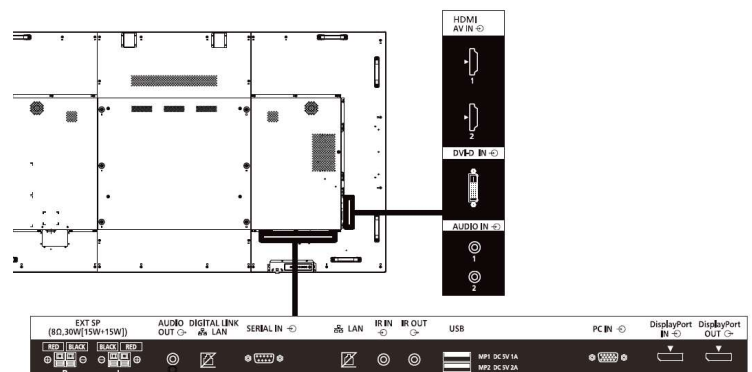 HDMI
AV IN
1
2
DVI-D IN
AUDIO IN
1
2
EXT SP
(8Ω,30W[15W+15W])
RED BLACK BLACK RED
R L
AUDIO
OUT
DIGITAL LINK
LAN
SERIAL IN
LAN
IR IN
IR OUT
USB
MP1 DC 5V 1A
MP2 DC 5V 2A
PC IN
DisplayPort
IN
DisplayPort
OUT